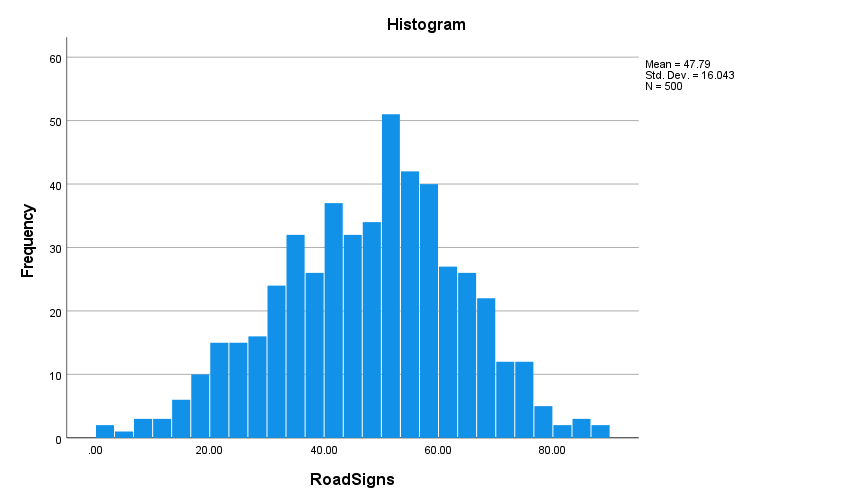 Histogram
60
50
40
30
20
10
0
Frequency
.00
20.00
40.00
60.00
80.00
RoadSigns
Mean = 47.79
Std. Dev. = 16.043
N = 500